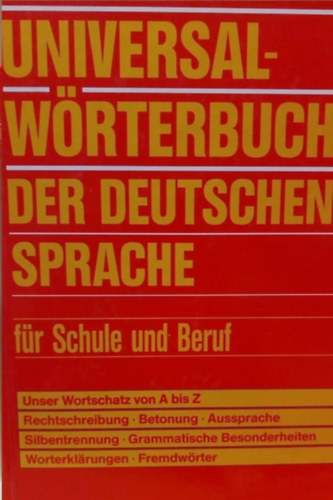 UNIVERSAL-
WÖRTERBUCH
DER DEUTSCHEN
SPRACHE
für Schule und Beruf
Unser Wortschatz von A bis Z
Rechtschreibung · Betonung · Aussprache
Silbentrennung · Grammatische Besonderheiten
Worterklärungen · Fremdwörter